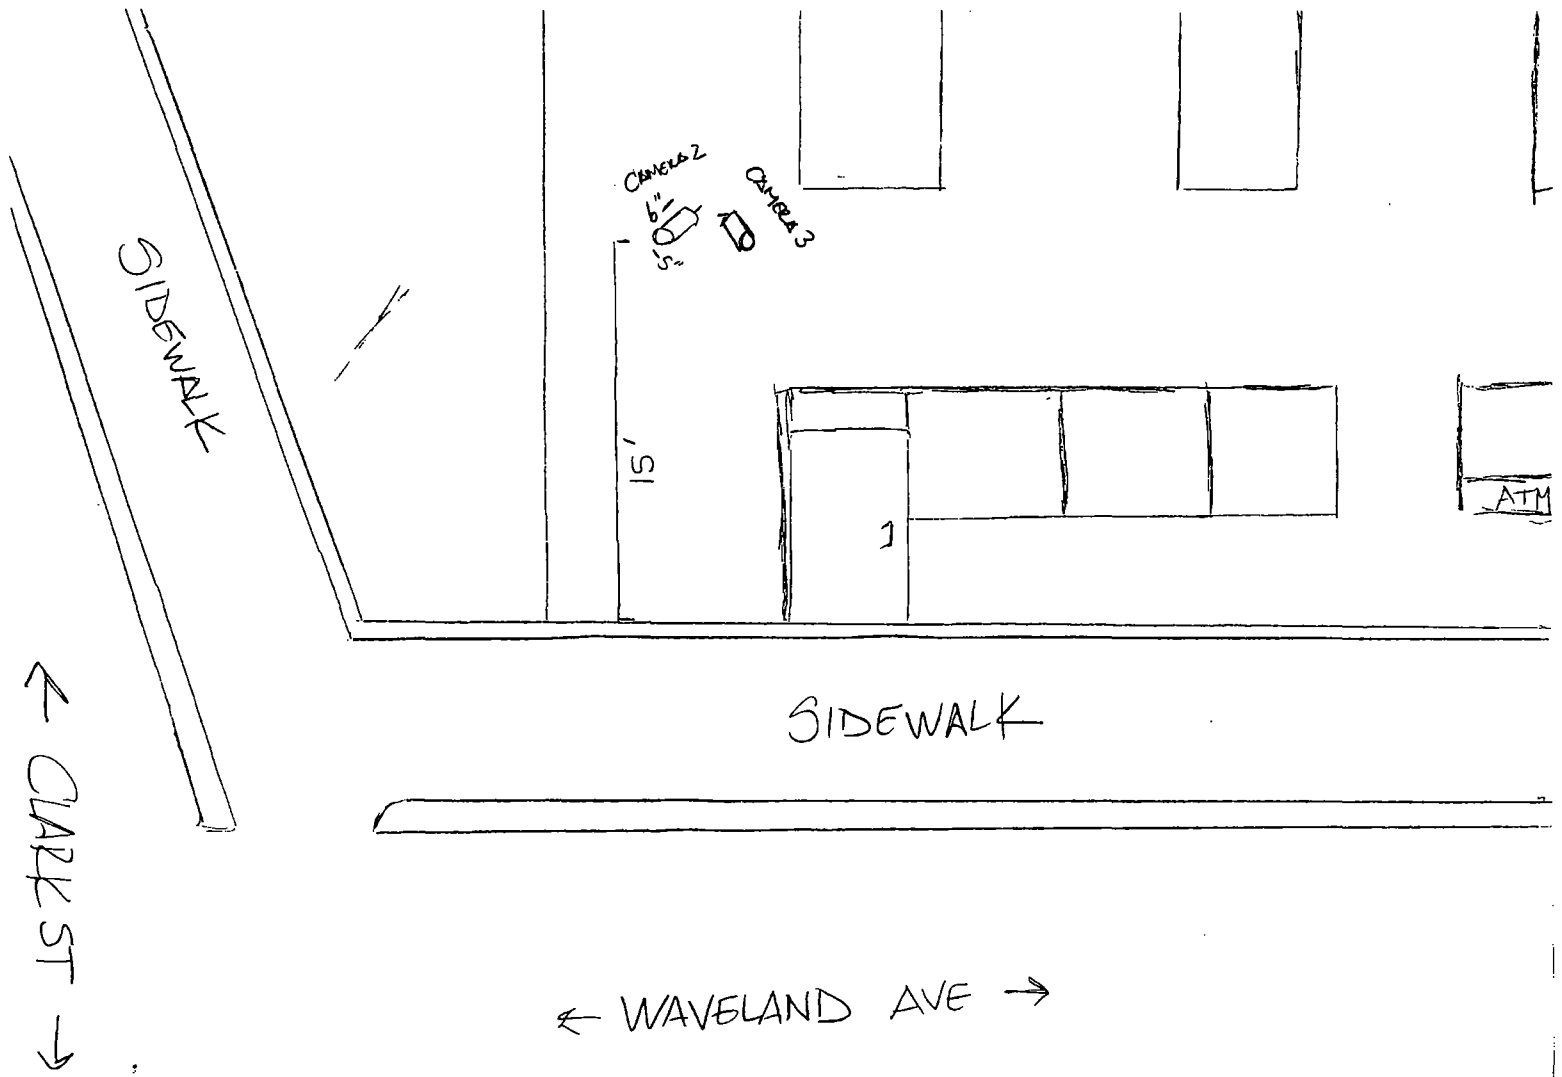 CAMERA 2
CAMERA 3
6"
5"
SIDEWALK
15'
ATM
SIDEWALK
← CLARK ST →
← WAVELAND AVE →